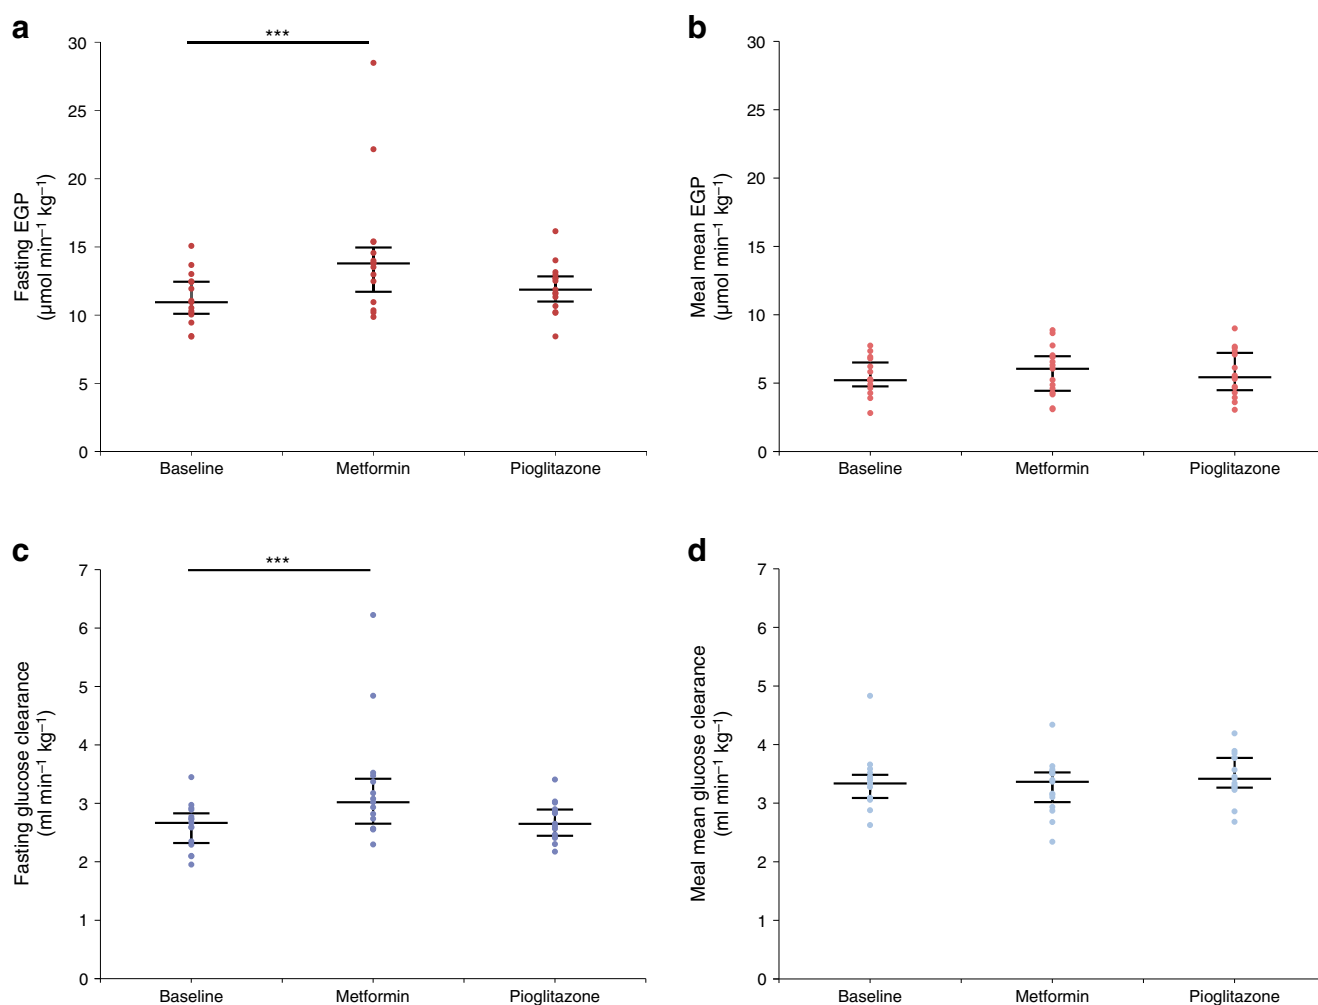 a
***
30
25
20
15
10
5
0
Fasting EGP
(µmol min⁻¹ kg⁻¹)
Baseline Metformin Pioglitazone
b
30
25
20
15
10
5
0
Meal mean EGP
(µmol min⁻¹ kg⁻¹)
Baseline Metformin Pioglitazone
c
***
7
6
5
4
3
2
1
0
Fasting glucose clearance
(ml min⁻¹ kg⁻¹)
Baseline Metformin Pioglitazone
d
7
6
5
4
3
2
1
0
Meal mean glucose clearance
(ml min⁻¹ kg⁻¹)
Baseline Metformin Pioglitazone